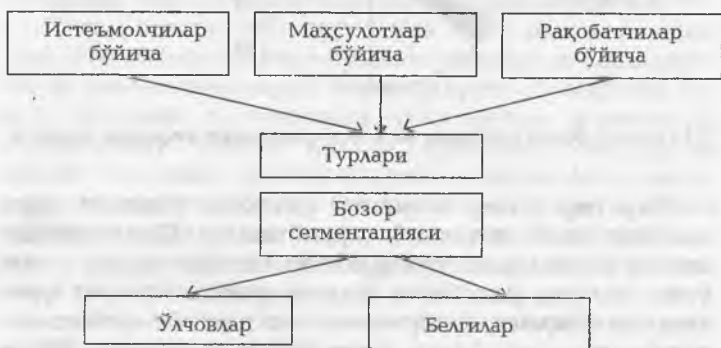 Истеъмолчилар
бўйича
Маҳсулотлар
бўйича
Рақобатчилар
бўйича
Турлари
Бозор
сегментацияси
Ўлчовлар
Белгилар